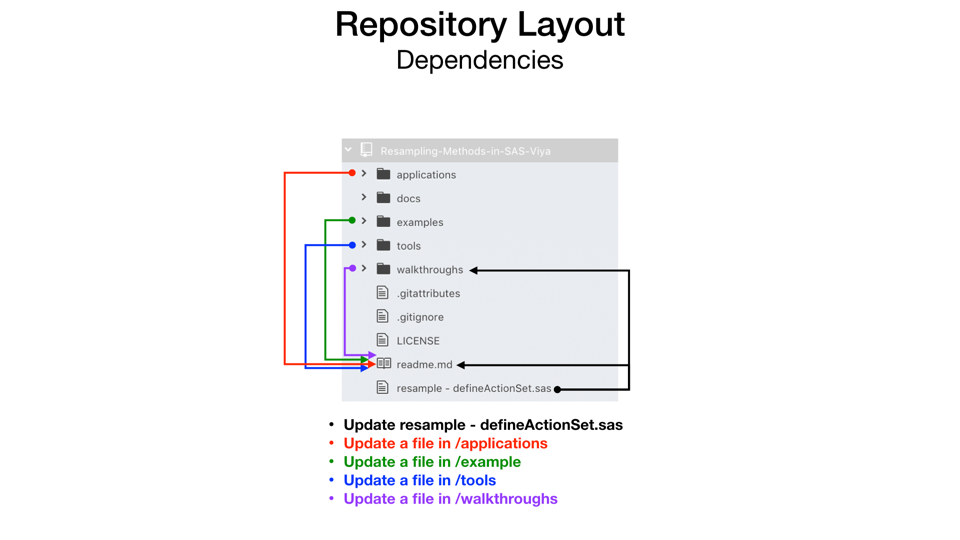 Repository Layout
Dependencies
Resampling-Methods-in-SAS-Viya
applications
docs
examples
tools
walkthroughs
.gitattributes
.gitignore
LICENSE
readme.md
resample - defineActionSet.sas
• Update resample - defineActionSet.sas
• Update a file in /applications
• Update a file in /example
• Update a file in /tools
• Update a file in /walkthroughs